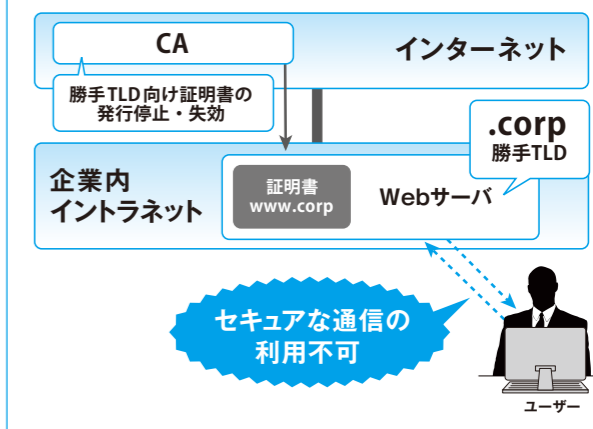 CA
インターネット
勝手TLD向け証明書の
発行停止・失効
.corp
勝手TLD
企業内
イントラネット
証明書
www.corp
Webサーバ
セキュアな通信の
利用不可
ユーザー